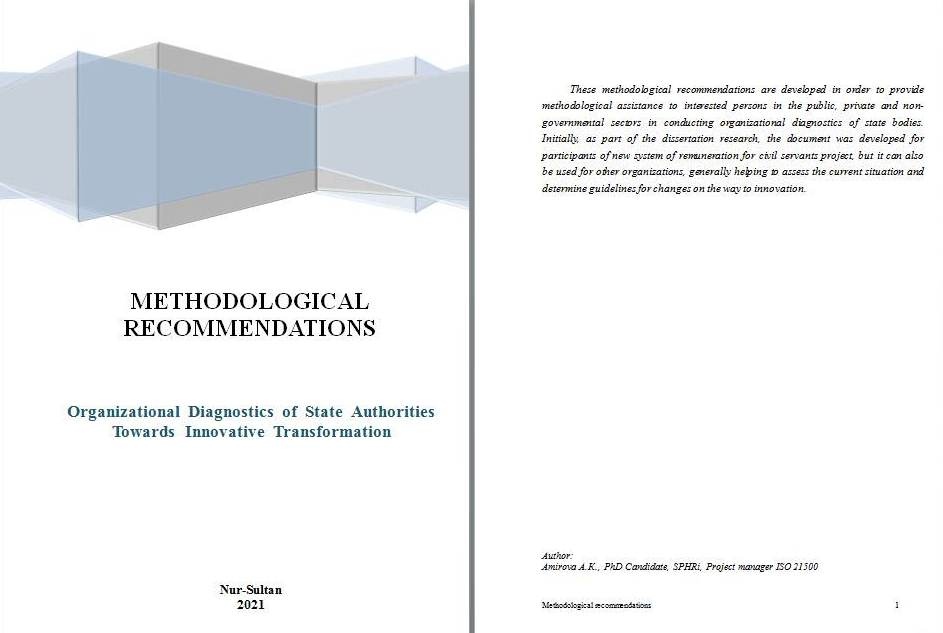 METHODOLOGICAL
RECOMMENDATIONS
Organizational Diagnostics of State Authorities
Towards Innovative Transformation
Nur-Sultan
2021
These methodological recommendations are developed in order to provide
methodological assistance to interested persons in the public, private and non-
governmental sectors in conducting organizational diagnostics of state bodies.
Initially, as part of the dissertation research, the document was developed for
participants of new system of remuneration for civil servants project, but it can also
be used for other organizations, generally helping to assess the current situation and
determine guidelines for changes on the way to innovation.
Author:
Amirova A.K., PhD Candidate, SPHRi, Project manager ISO 21500
Methodological recommendations 1